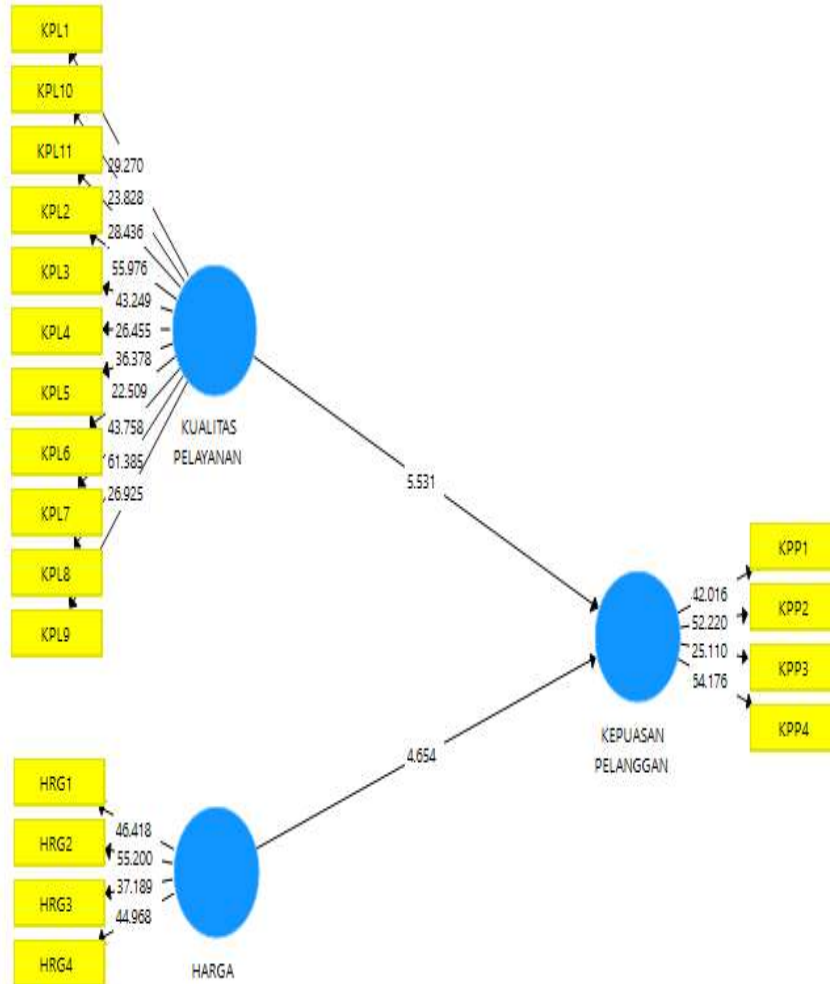 KPL1
KPL10
KPL11
KPL2
KPL3
KPL4
KPL5
KPL6
KPL7
KPL8
KPL9
29.270
23.828
28.436
55.976
43.249
26.455
36.378
22.509
43.758
61.385
26.925
KUALITAS
PELAYANAN
5.531
KPP1
KPP2
KPP3
KPP4
42.016
52.220
25.110
54.176
KEPUASAN
PELANGGAN
4.654
HRG1
HRG2
HRG3
HRG4
46.418
55.200
37.189
44.968
HARGA